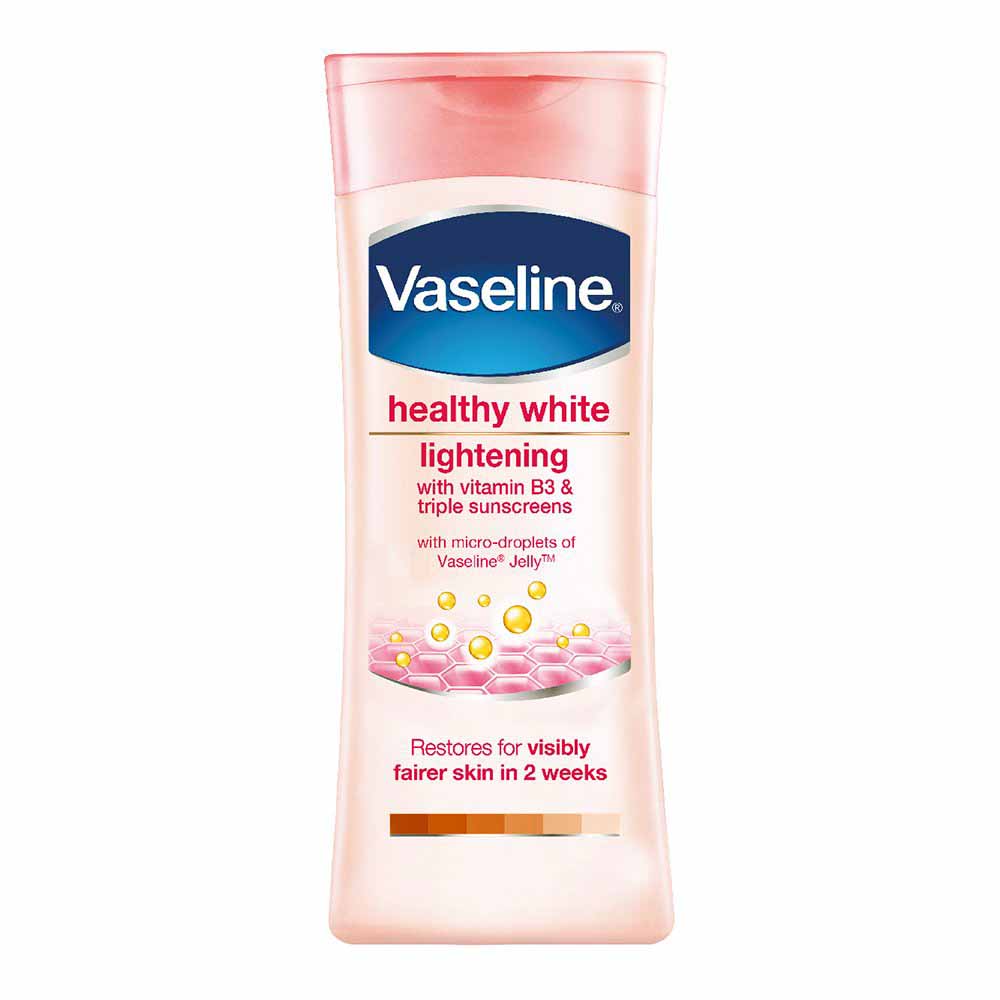 Vaseline®
healthy white
lightening
with vitamin B3 &
triple sunscreens
with micro-droplets of
Vaseline® Jelly™
Restores for visibly
fairer skin in 2 weeks